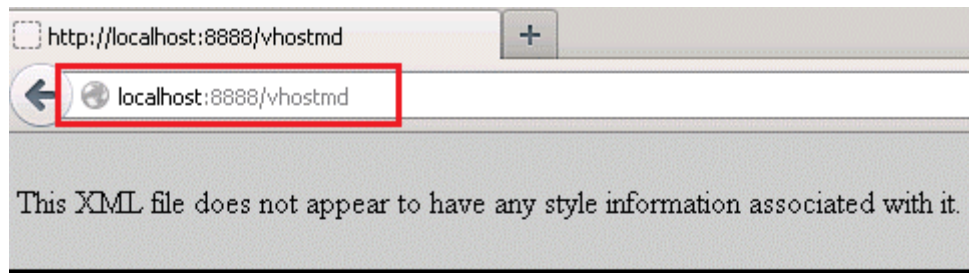 http://localhost:8888/vhostmd
+
localhost:8888/vhostmd
This XML file does not appear to have any style information associated with it.